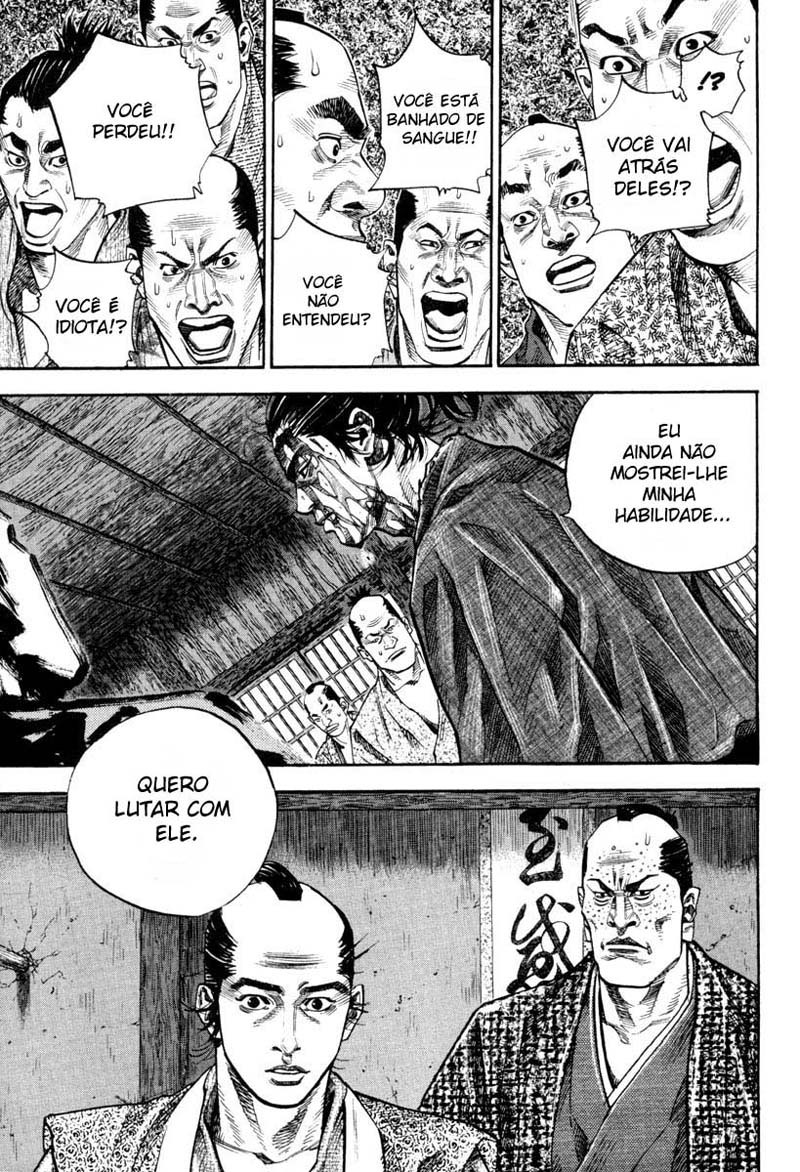 !?
VOCÊ VAI
ATRÁS
DELES!?
VOCÊ ESTÁ
BANHADO DE
SANGUE!!
VOCÊ
NÃO
ENTENDEU?
VOCÊ
PERDEU!!
VOCÊ É
IDIOTA!?
EU
AINDA NÃO
MOSTREI-LHE
MINHA
HABILIDADE...
QUERO
LUTAR COM
ELE.